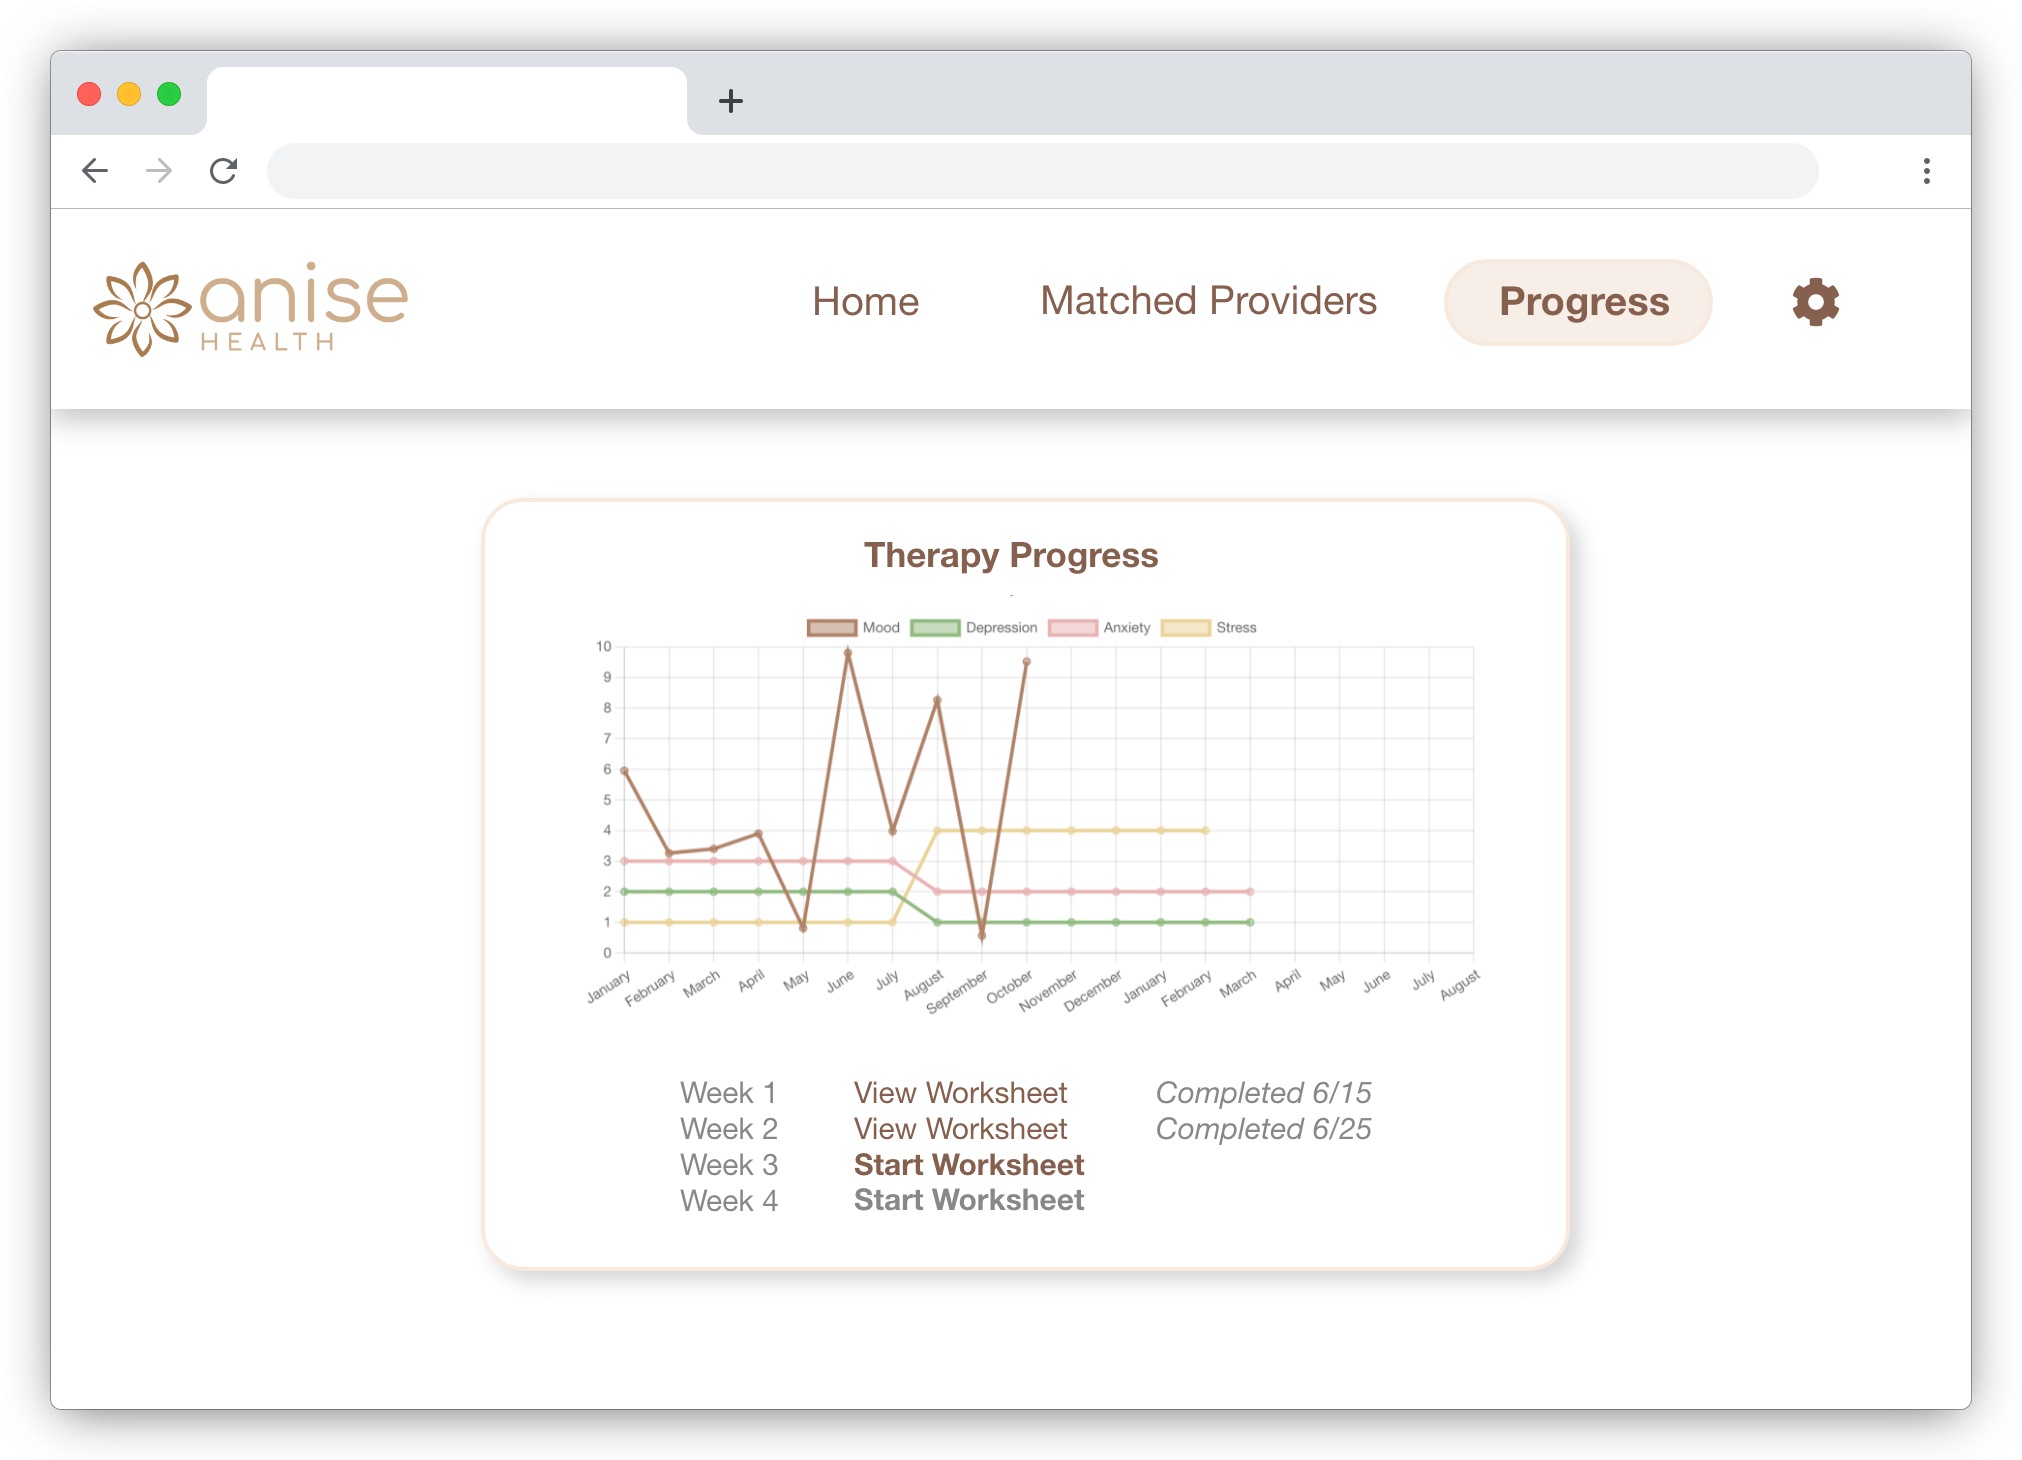 anise
HEALTH
Home Matched Providers Progress
Therapy Progress
Mood Depression Anxiety Stress
10
9
8
7
6
5
4
3
2
1
0
January February March April May June July August September October November December January February March April May June July August
Week 1 View Worksheet Completed 6/15
Week 2 View Worksheet Completed 6/25
Week 3 Start Worksheet
Week 4 Start Worksheet